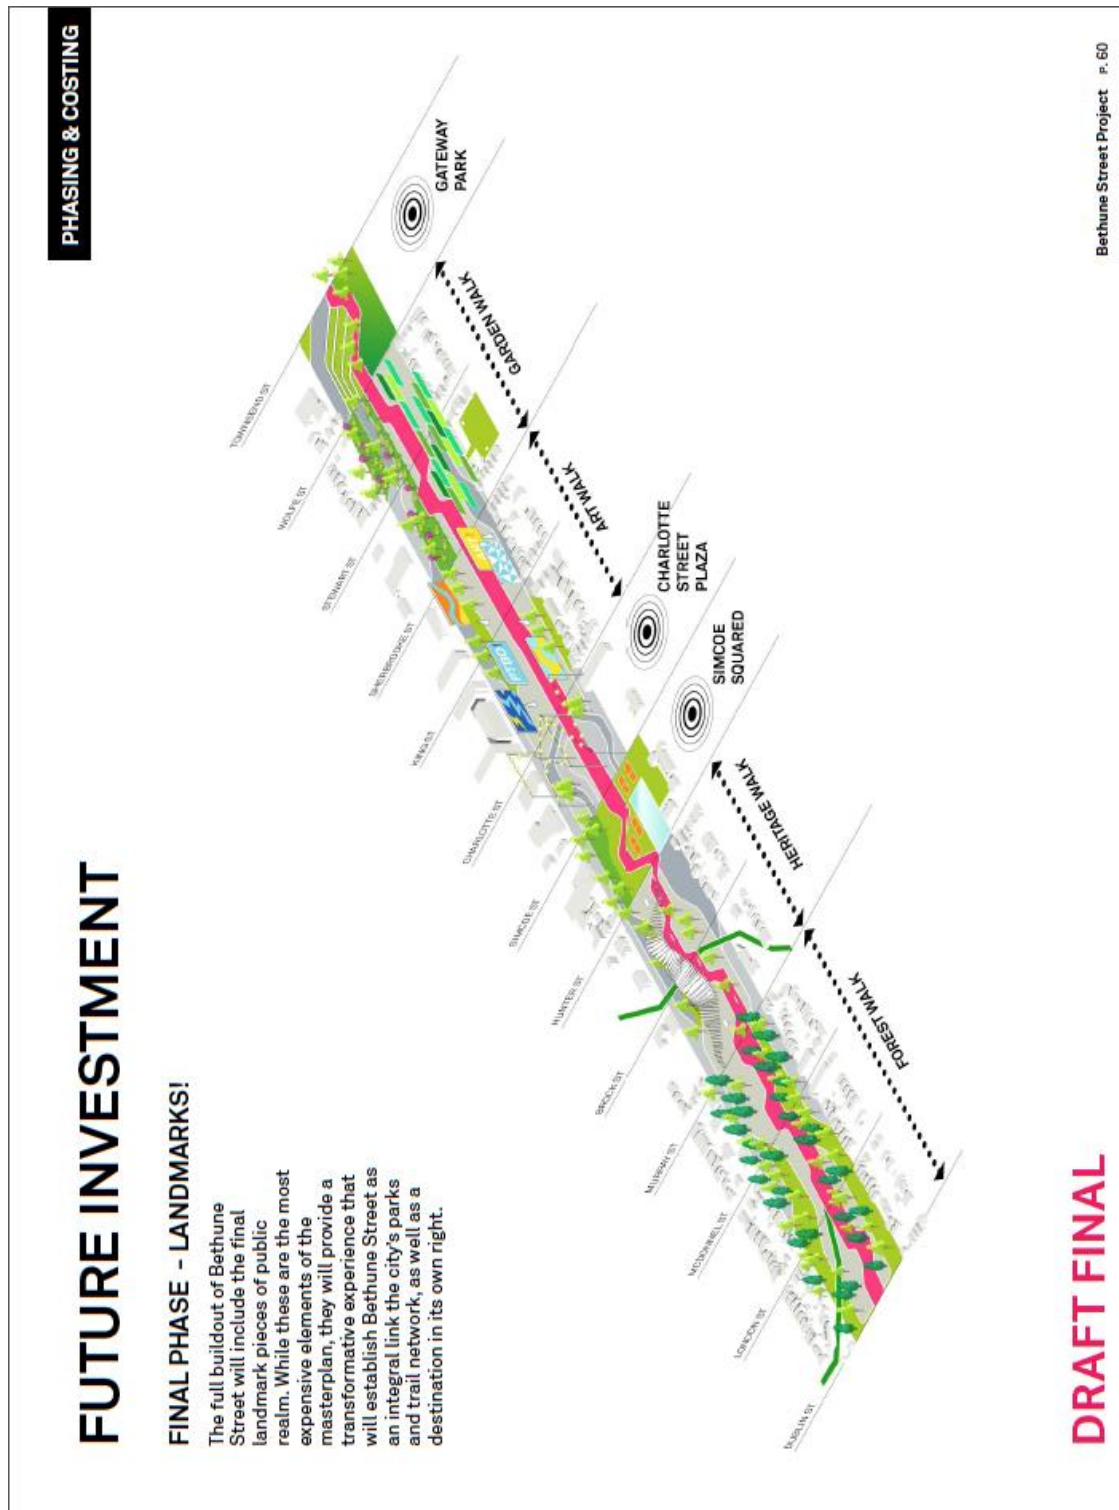 PHASING & COSTING
FUTURE INVESTMENT
FINAL PHASE - LANDMARKS!
The full buildout of Bethune
Street will include the final
landmark pieces of public
realm. While these are the most
expensive elements of the
masterplan, they will provide a
transformative experience that
will establish Bethune Street as
an integral link the city's parks
and trail network, as well as a
destination in its own right.
DUBLIN ST
LONDON ST
MCDONNEL ST
MURRAY ST
BROCK ST
HUNTER ST
SIMCOE ST
CHARLOTTE ST
KING ST
SHERBROOKE ST
STEWART ST
WOLFE ST
TOWNSEND ST
FOREST WALK
HERITAGE WALK
SIMCOE
SQUARED
CHARLOTTE
STREET
PLAZA
ART WALK
GARDEN WALK
GATEWAY
PARK
DRAFT FINAL
Bethune Street Project P. 60